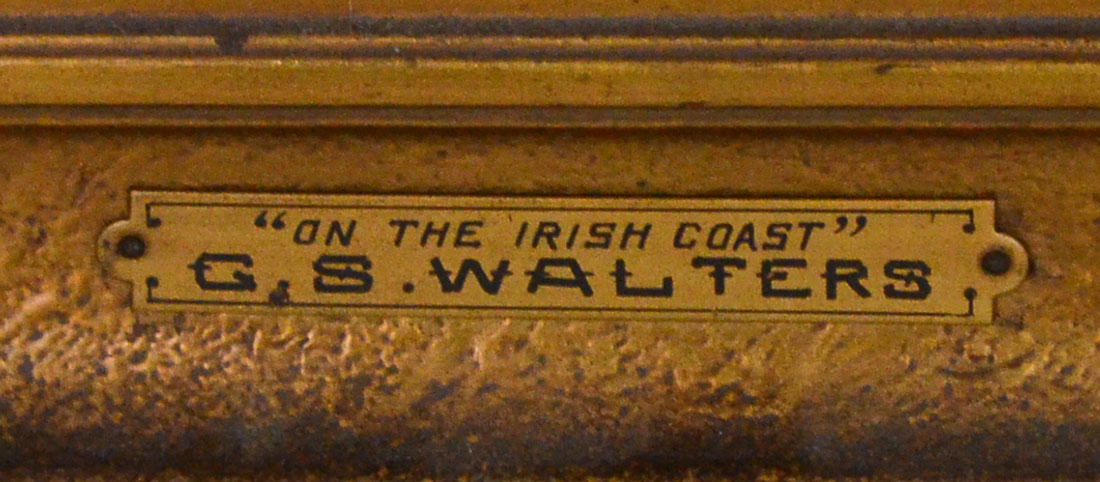 “ON THE IRISH COAST”
G.S.WALTERS